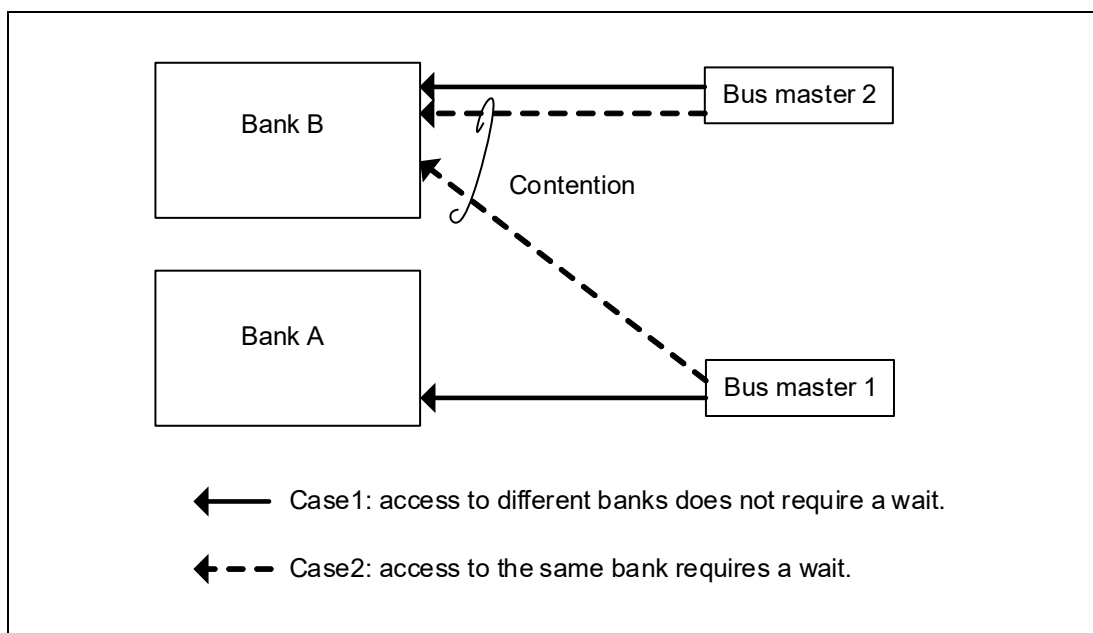 Bus master 2
Bank B
Contention
Bank A
Bus master 1
Case1: access to different banks does not require a wait.
Case2: access to the same bank requires a wait.